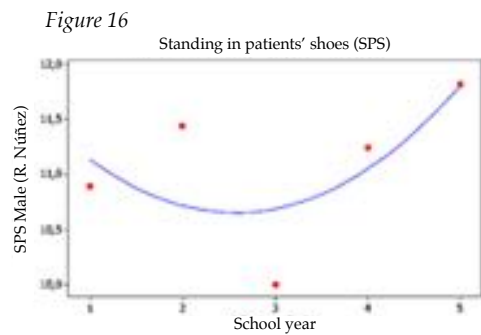 Figure 16
Standing in patients’ shoes (SPS)
SPS Male (R. Núñez)
12,0
11,5
11,0
10,5
10,0
1 2 3 4 5
School year